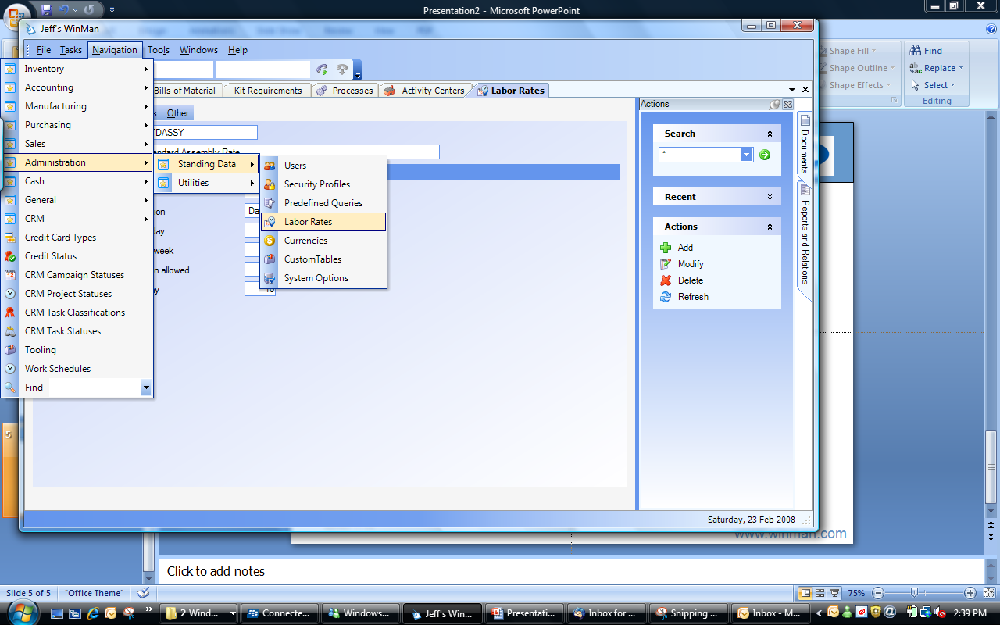 Presentation2 - Microsoft PowerPoint
Jeff's WinMan
File Tasks Navigation Tools Windows Help
Shape Fill
Shape Outline
Shape Effects
Find
Replace
Select
Editing
Bills of Material Kit Requirements Processes Activity Centers Labor Rates
Inventory
Accounting
Manufacturing
Purchasing
Sales
Administration
Cash
General
CRM
Credit Card Types
Credit Status
CRM Campaign Statuses
CRM Project Statuses
CRM Task Classifications
CRM Task Statuses
Tooling
Work Schedules
Find
Standing Data
Utilities
Users
Security Profiles
Predefined Queries
Labor Rates
Currencies
CustomTables
System Options
Other
DASSY
Standard Assembly Rate
Da
day
week
allowed
10
Actions
Search
*
Recent
Actions
Add
Modify
Delete
Refresh
Documents
Reports and Relations
Saturday, 23 Feb 2008
5
www.winman.com
Click to add notes
Slide 5 of 5 "Office Theme" 75%
2 Wind... Connecte... Windows... Jeff's Win... Presentati... Inbox for ... Snipping ... Inbox - M... 2:39 PM